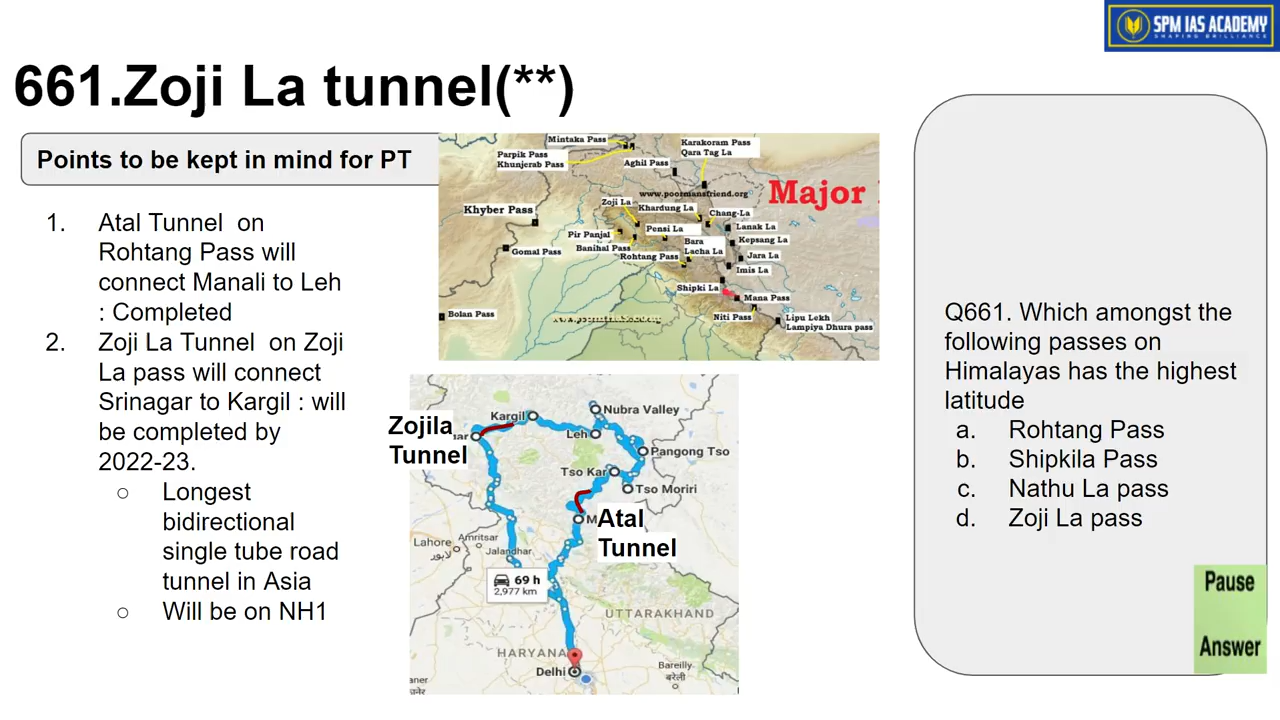 SPM IAS ACADEMY
SHAPING BRILLIANCE
661.Zoji La tunnel(**)
Points to be kept in mind for PT
1. Atal Tunnel on
Rohtang Pass will
connect Manali to Leh
: Completed
2. Zoji La Tunnel on Zoji
La pass will connect
Srinagar to Kargil : will
be completed by
2022-23.
○ Longest
bidirectional
single tube road
tunnel in Asia
○ Will be on NH1
Mintaka Pass
Parpik Pass
Khunjerab Pass
Karakoram Pass
Qara Tag La
Aghil Pass
www.poormansfriend.org
Major
Zoji La
Khardung La
Khyber Pass
Chang-La
Pensi La
Lanak La
Pir Panjal
Kepsang La
Banihal Pass
Bara
Lacha La
Gomal Pass
Rohtang Pass
Jara La
Imis La
Shipki La
Mana Pass
Bolan Pass
Niti Pass
Lipu Lekh
Lampiya Dhura pass
Zojila
Tunnel
Kargil
Nubra Valley
nar
Leh
Pangong Tso
Tso Kar
Tso Moriri
M
Atal
Tunnel
Lahore
لاہور
Amritsar
Jalandhar
69 h
2,977 km
UTTARAKHAND
HARYANA
Delhi
Bareilly
बरेली
aner
Q661. Which amongst the
following passes on
Himalayas has the highest
latitude
a. Rohtang Pass
b. Shipkila Pass
c. Nathu La pass
d. Zoji La pass
Pause
Answer